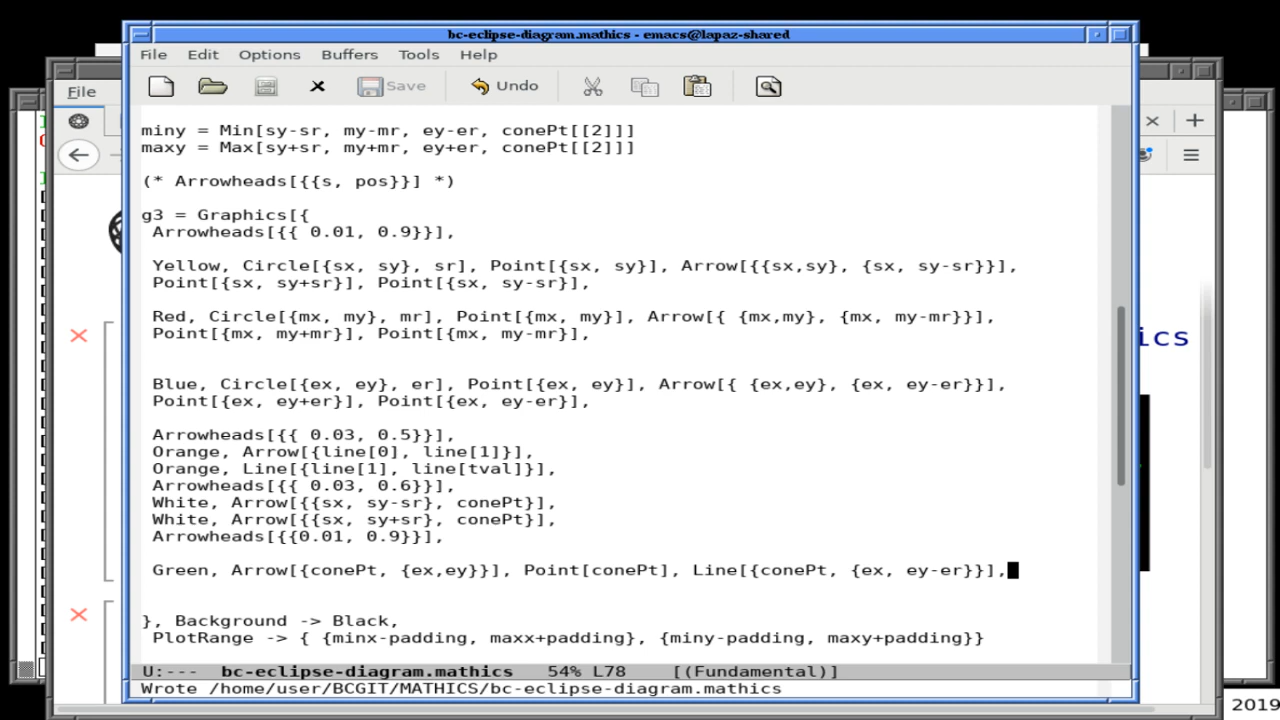 bc-eclipse-diagram.mathics - emacs@lapaz-shared
File Edit Options Buffers Tools Help
Save Undo
File
miny = Min[sy-sr, my-mr, ey-er, conePt[[2]]]
maxy = Max[sy+sr, my+mr, ey+er, conePt[[2]]]
(* Arrowheads[{{s, pos}}] *)
g3 = Graphics[{
Arrowheads[{{ 0.01, 0.9}}],
Yellow, Circle[{sx, sy}, sr], Point[{sx, sy}], Arrow[{{sx,sy}, {sx, sy-sr}}],
Point[{sx, sy+sr}], Point[{sx, sy-sr}],
Red, Circle[{mx, my}, mr], Point[{mx, my}], Arrow[{ {mx,my}, {mx, my-mr}}],
Point[{mx, my+mr}], Point[{mx, my-mr}],
ics
Blue, Circle[{ex, ey}, er], Point[{ex, ey}], Arrow[{ {ex,ey}, {ex, ey-er}}],
Point[{ex, ey+er}], Point[{ex, ey-er}],
Arrowheads[{{ 0.03, 0.5}}],
Orange, Arrow[{line[0], line[1]}],
Orange, Line[{line[1], line[tval]}],
Arrowheads[{{ 0.03, 0.6}}],
White, Arrow[{{sx, sy-sr}, conePt}],
White, Arrow[{{sx, sy+sr}, conePt}],
Arrowheads[{{0.01, 0.9}}],
Green, Arrow[{conePt, {ex,ey}}], Point[conePt], Line[{conePt, {ex, ey-er}}],
}, Background -> Black,
PlotRange -> { {minx-padding, maxx+padding}, {miny-padding, maxy+padding}}
U:--- bc-eclipse-diagram.mathics 54% L78 [(Fundamental)]
Wrote /home/user/BCGIT/MATHICS/bc-eclipse-diagram.mathics
2019